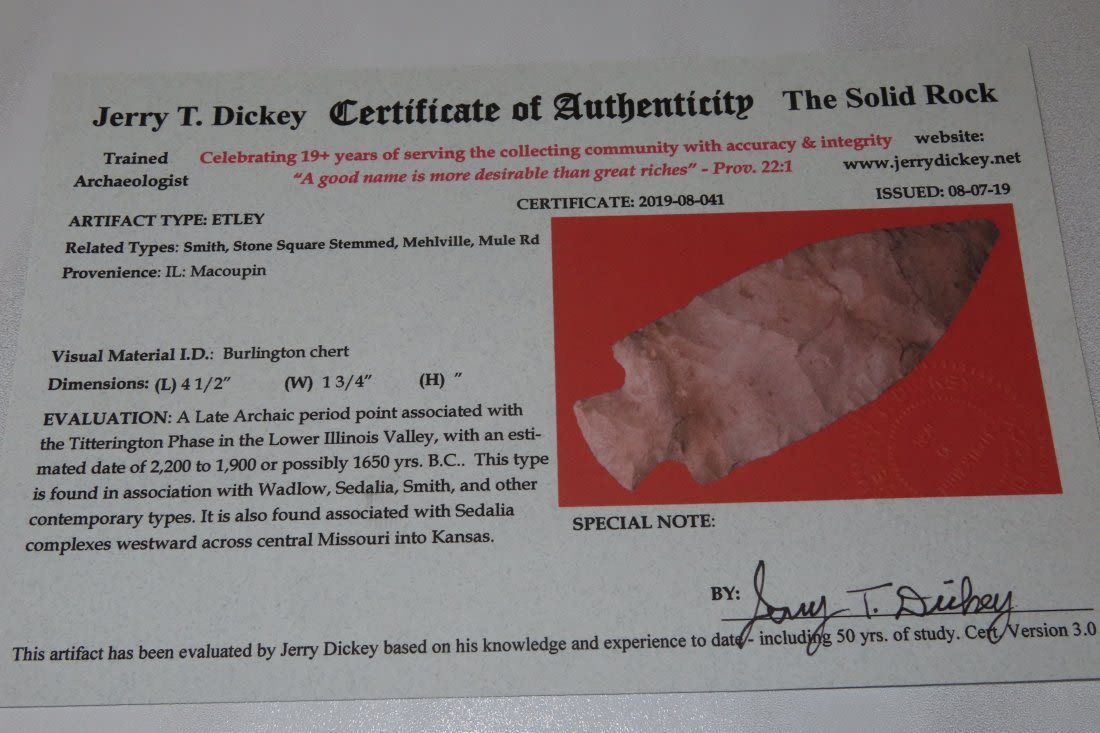 Jerry T. Dickey Certificate of Authenticity The Solid Rock
Trained Archaeologist
Celebrating 19+ years of serving the collecting community with accuracy & integrity
"A good name is more desirable than great riches" - Prov. 22:1
website:
www.jerrydickey.net
CERTIFICATE: 2019-08-041
ISSUED: 08-07-19
ARTIFACT TYPE: ETLEY
Related Types: Smith, Stone Square Stemmed, Mehlville, Mule Rd
Provenience: IL: Macoupin
Visual Material I.D.: Burlington chert
Dimensions: (L) 4 1/2" (W) 1 3/4" (H) "
EVALUATION: A Late Archaic period point associated with
the Titterington Phase in the Lower Illinois Valley, with an esti-
mated date of 2,200 to 1,900 or possibly 1650 yrs. B.C.. This type
is found in association with Wadlow, Sedalia, Smith, and other
contemporary types. It is also found associated with Sedalia
complexes westward across central Missouri into Kansas.
SPECIAL NOTE:
BY: Jerry T. Dickey
This artifact has been evaluated by Jerry Dickey based on his knowledge and experience to date - including 50 yrs. of study. Cert. Version 3.0